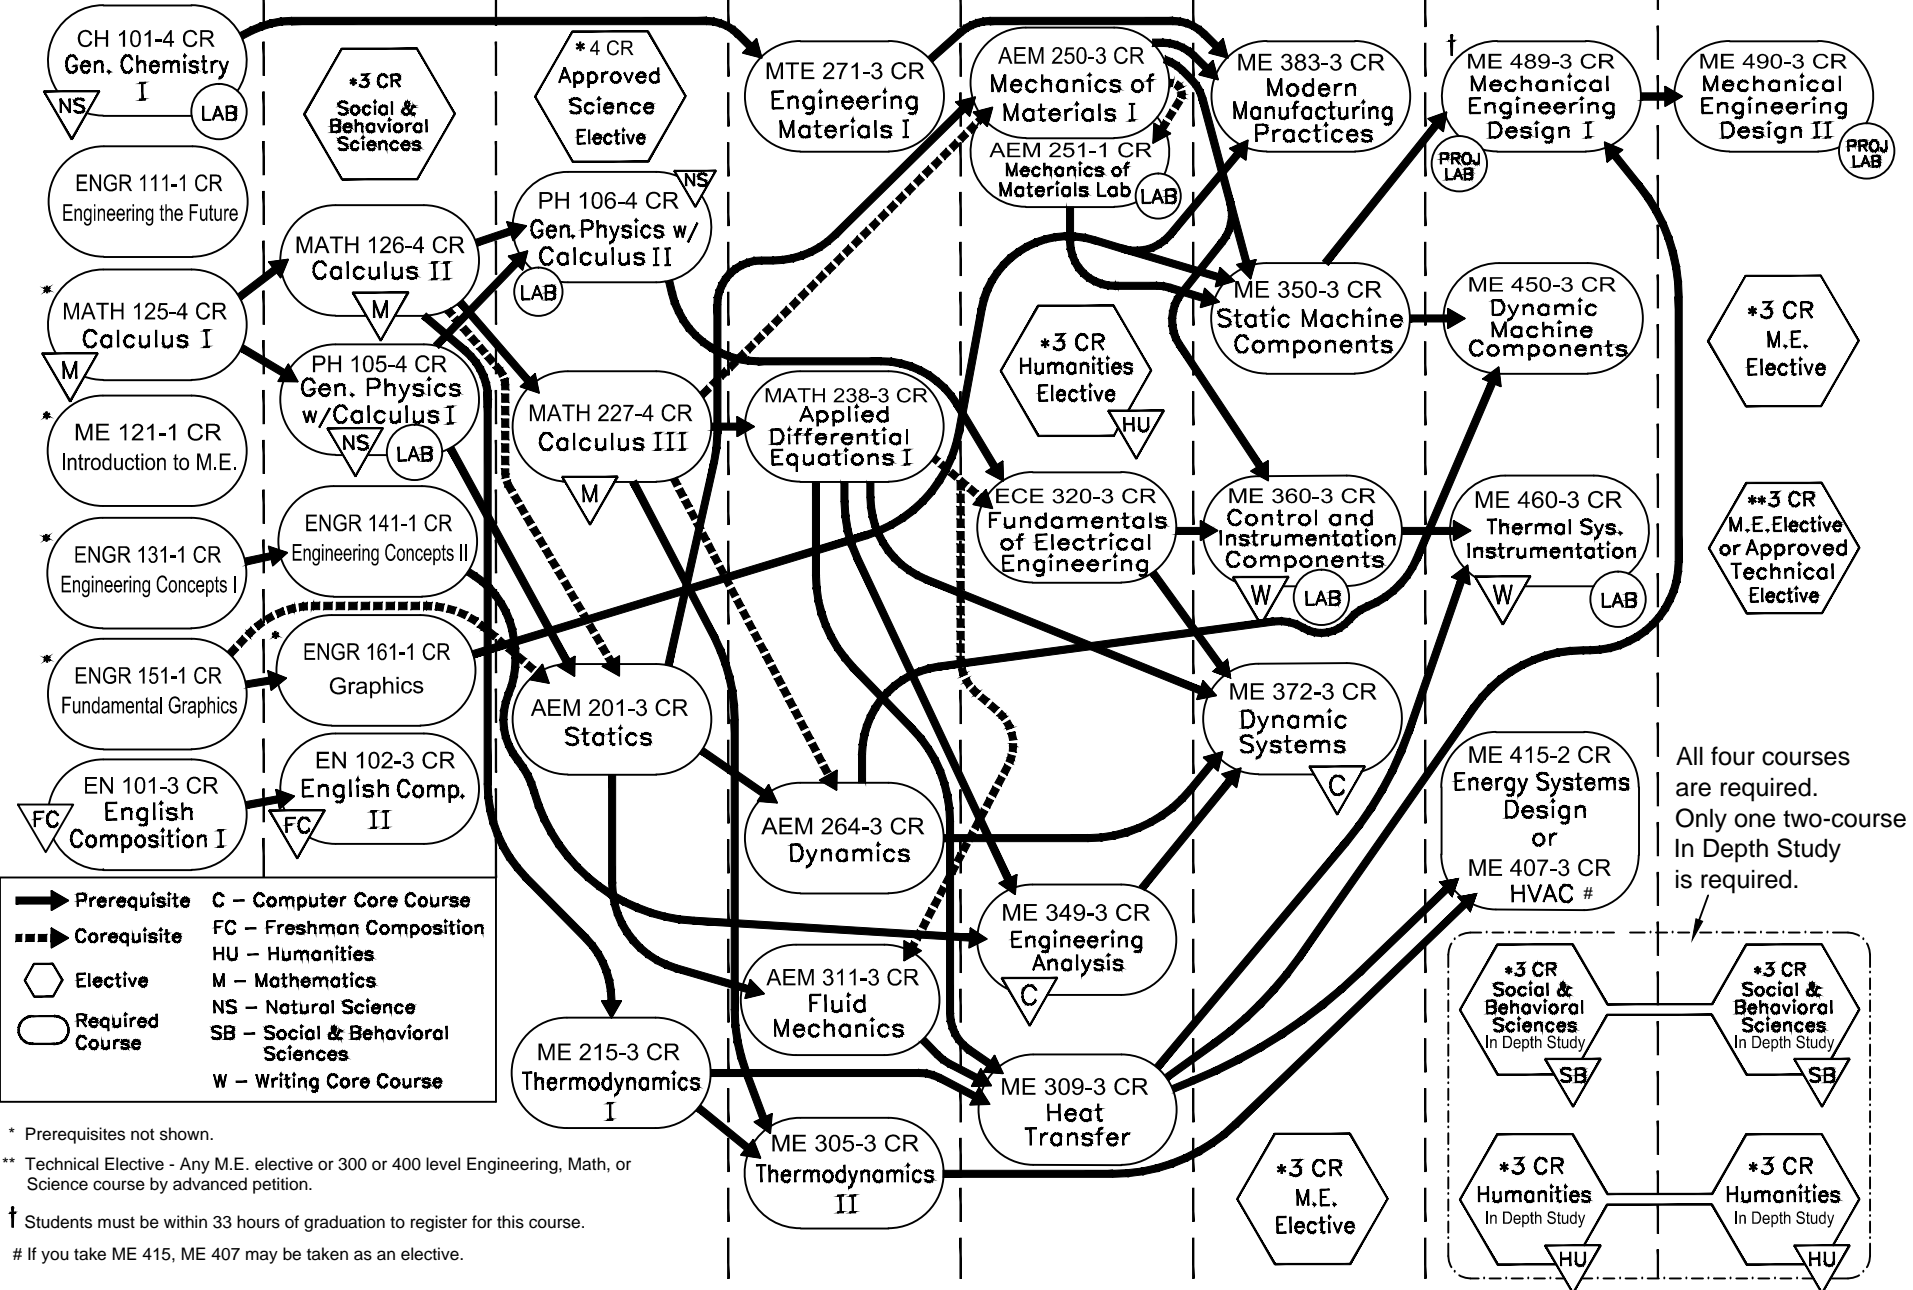 CH 101-4 CR
Gen. Chemistry
I
NS
LAB
ENGR 111-1 CR
Engineering the Future
*
MATH 125-4 CR
Calculus I
M
*
ME 121-1 CR
Introduction to M.E.
*
ENGR 131-1 CR
Engineering Concepts I
*
ENGR 151-1 CR
Fundamental Graphics
EN 101-3 CR
English
Composition I
FC
*3 CR
Social &
Behavioral
Sciences
MATH 126-4 CR
Calculus II
M
PH 105-4 CR
Gen. Physics
w/Calculus I
NS
LAB
ENGR 141-1 CR
Engineering Concepts II
*
ENGR 161-1 CR
Graphics
EN 102-3 CR
English Comp.
II
FC
*4 CR
Approved
Science
Elective
PH 106-4 CR
Gen. Physics w/
Calculus II
NS
LAB
MATH 227-4 CR
Calculus III
M
AEM 201-3 CR
Statics
ME 215-3 CR
Thermodynamics
I
MTE 271-3 CR
Engineering
Materials I
MATH 238-3 CR
Applied
Differential
Equations I
AEM 264-3 CR
Dynamics
AEM 311-3 CR
Fluid
Mechanics
ME 305-3 CR
Thermodynamics
II
AEM 250-3 CR
Mechanics of
Materials I
AEM 251-1 CR
Mechanics of
Materials Lab
LAB
*3 CR
Humanities
Elective
HU
ECE 320-3 CR
Fundamentals
of Electrical
Engineering
ME 349-3 CR
Engineering
Analysis
C
ME 309-3 CR
Heat
Transfer
ME 383-3 CR
Modern
Manufacturing
Practices
ME 350-3 CR
Static Machine
Components
ME 360-3 CR
Control and
Instrumentation
Components
W
LAB
ME 372-3 CR
Dynamic
Systems
C
*3 CR
M.E.
Elective
†
ME 489-3 CR
Mechanical
Engineering
Design I
PROJ
LAB
ME 450-3 CR
Dynamic
Machine
Components
ME 460-3 CR
Thermal Sys.
Instrumentation
W
LAB
ME 415-2 CR
Energy Systems
Design
or
ME 407-3 CR
HVAC #
ME 490-3 CR
Mechanical
Engineering
Design II
PROJ
LAB
*3 CR
M.E.
Elective
**3 CR
M.E.Elective
or Approved
Technical
Elective
All four courses
are required.
Only one two-course
In Depth Study
is required.
*3 CR
Social &
Behavioral
Sciences
In Depth Study
SB
*3 CR
Social &
Behavioral
Sciences
In Depth Study
SB
*3 CR
Humanities
In Depth Study
HU
*3 CR
Humanities
In Depth Study
HU
Prerequisite
Corequisite
Elective
Required
Course
C – Computer Core Course
FC – Freshman Composition
HU – Humanities
M – Mathematics
NS – Natural Science
SB – Social & Behavioral
Sciences
W – Writing Core Course
* Prerequisites not shown.
** Technical Elective - Any M.E. elective or 300 or 400 level Engineering, Math, or
Science course by advanced petition.
† Students must be within 33 hours of graduation to register for this course.
# If you take ME 415, ME 407 may be taken as an elective.